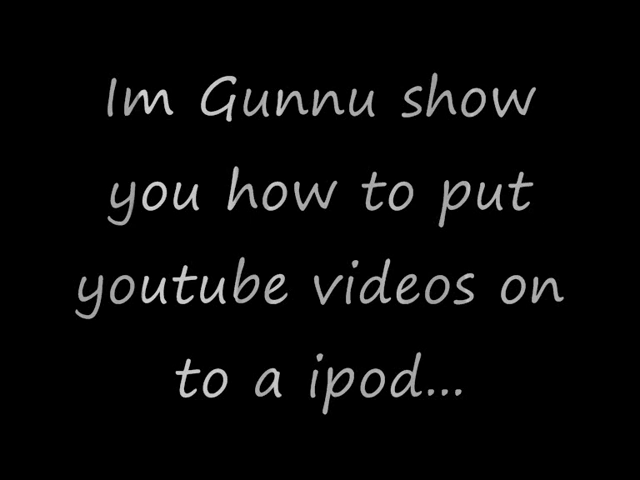 Im Gunnu show
you how to put
youtube videos on
to a ipod...